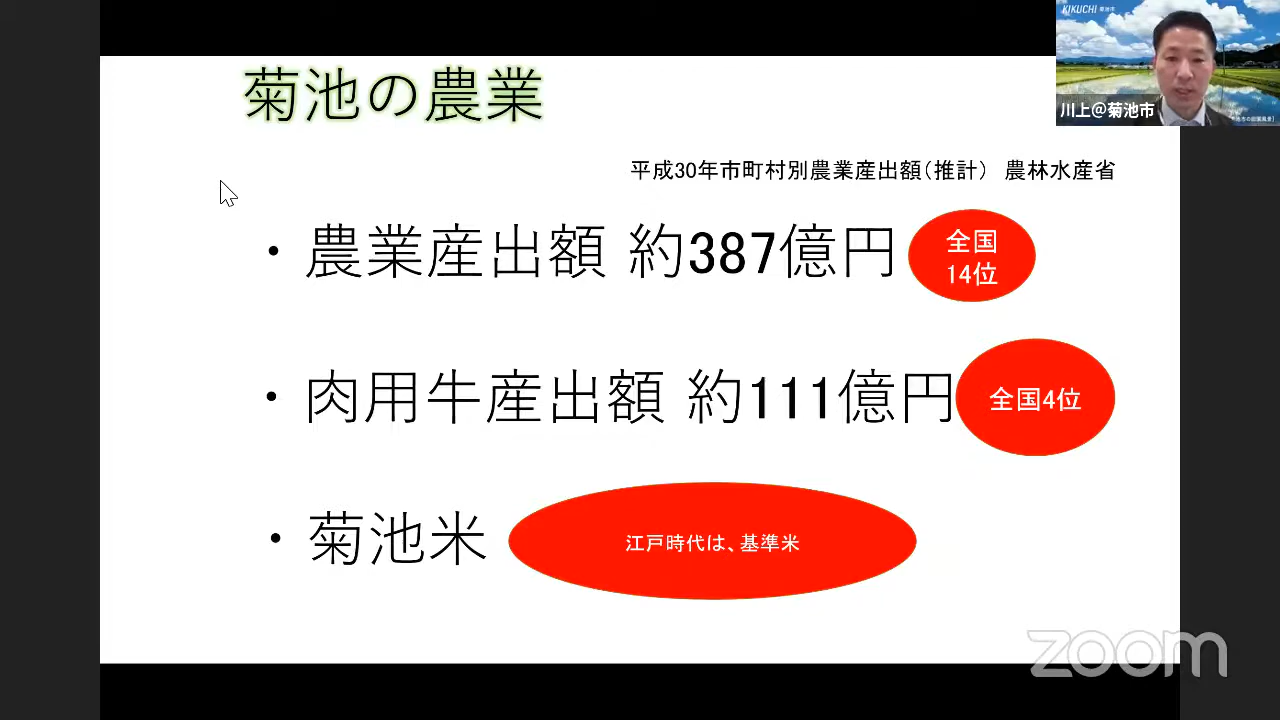 菊池の農業
KIKUCHI 菊池市
川上@菊池市
平成30年市町村別農業産出額(推計) 農林水産省
・農業産出額 約387億円
全国
14位
・肉用牛産出額 約111億円
全国4位
・菊池米
江戸時代は、基準米
zoom